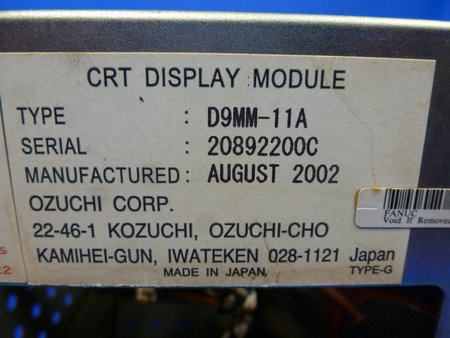 CRT DISPLAY MODULE
TYPE : D9MM-11A
SERIAL : 20892200C
MANUFACTURED : AUGUST 2002
OZUCHI CORP.
22-46-1 KOZUCHI, OZUCHI-CHO
KAMIHEI-GUN, IWATEKEN 028-1121 Japan
MADE IN JAPAN TYPE-G
FANUC
Void If Removed